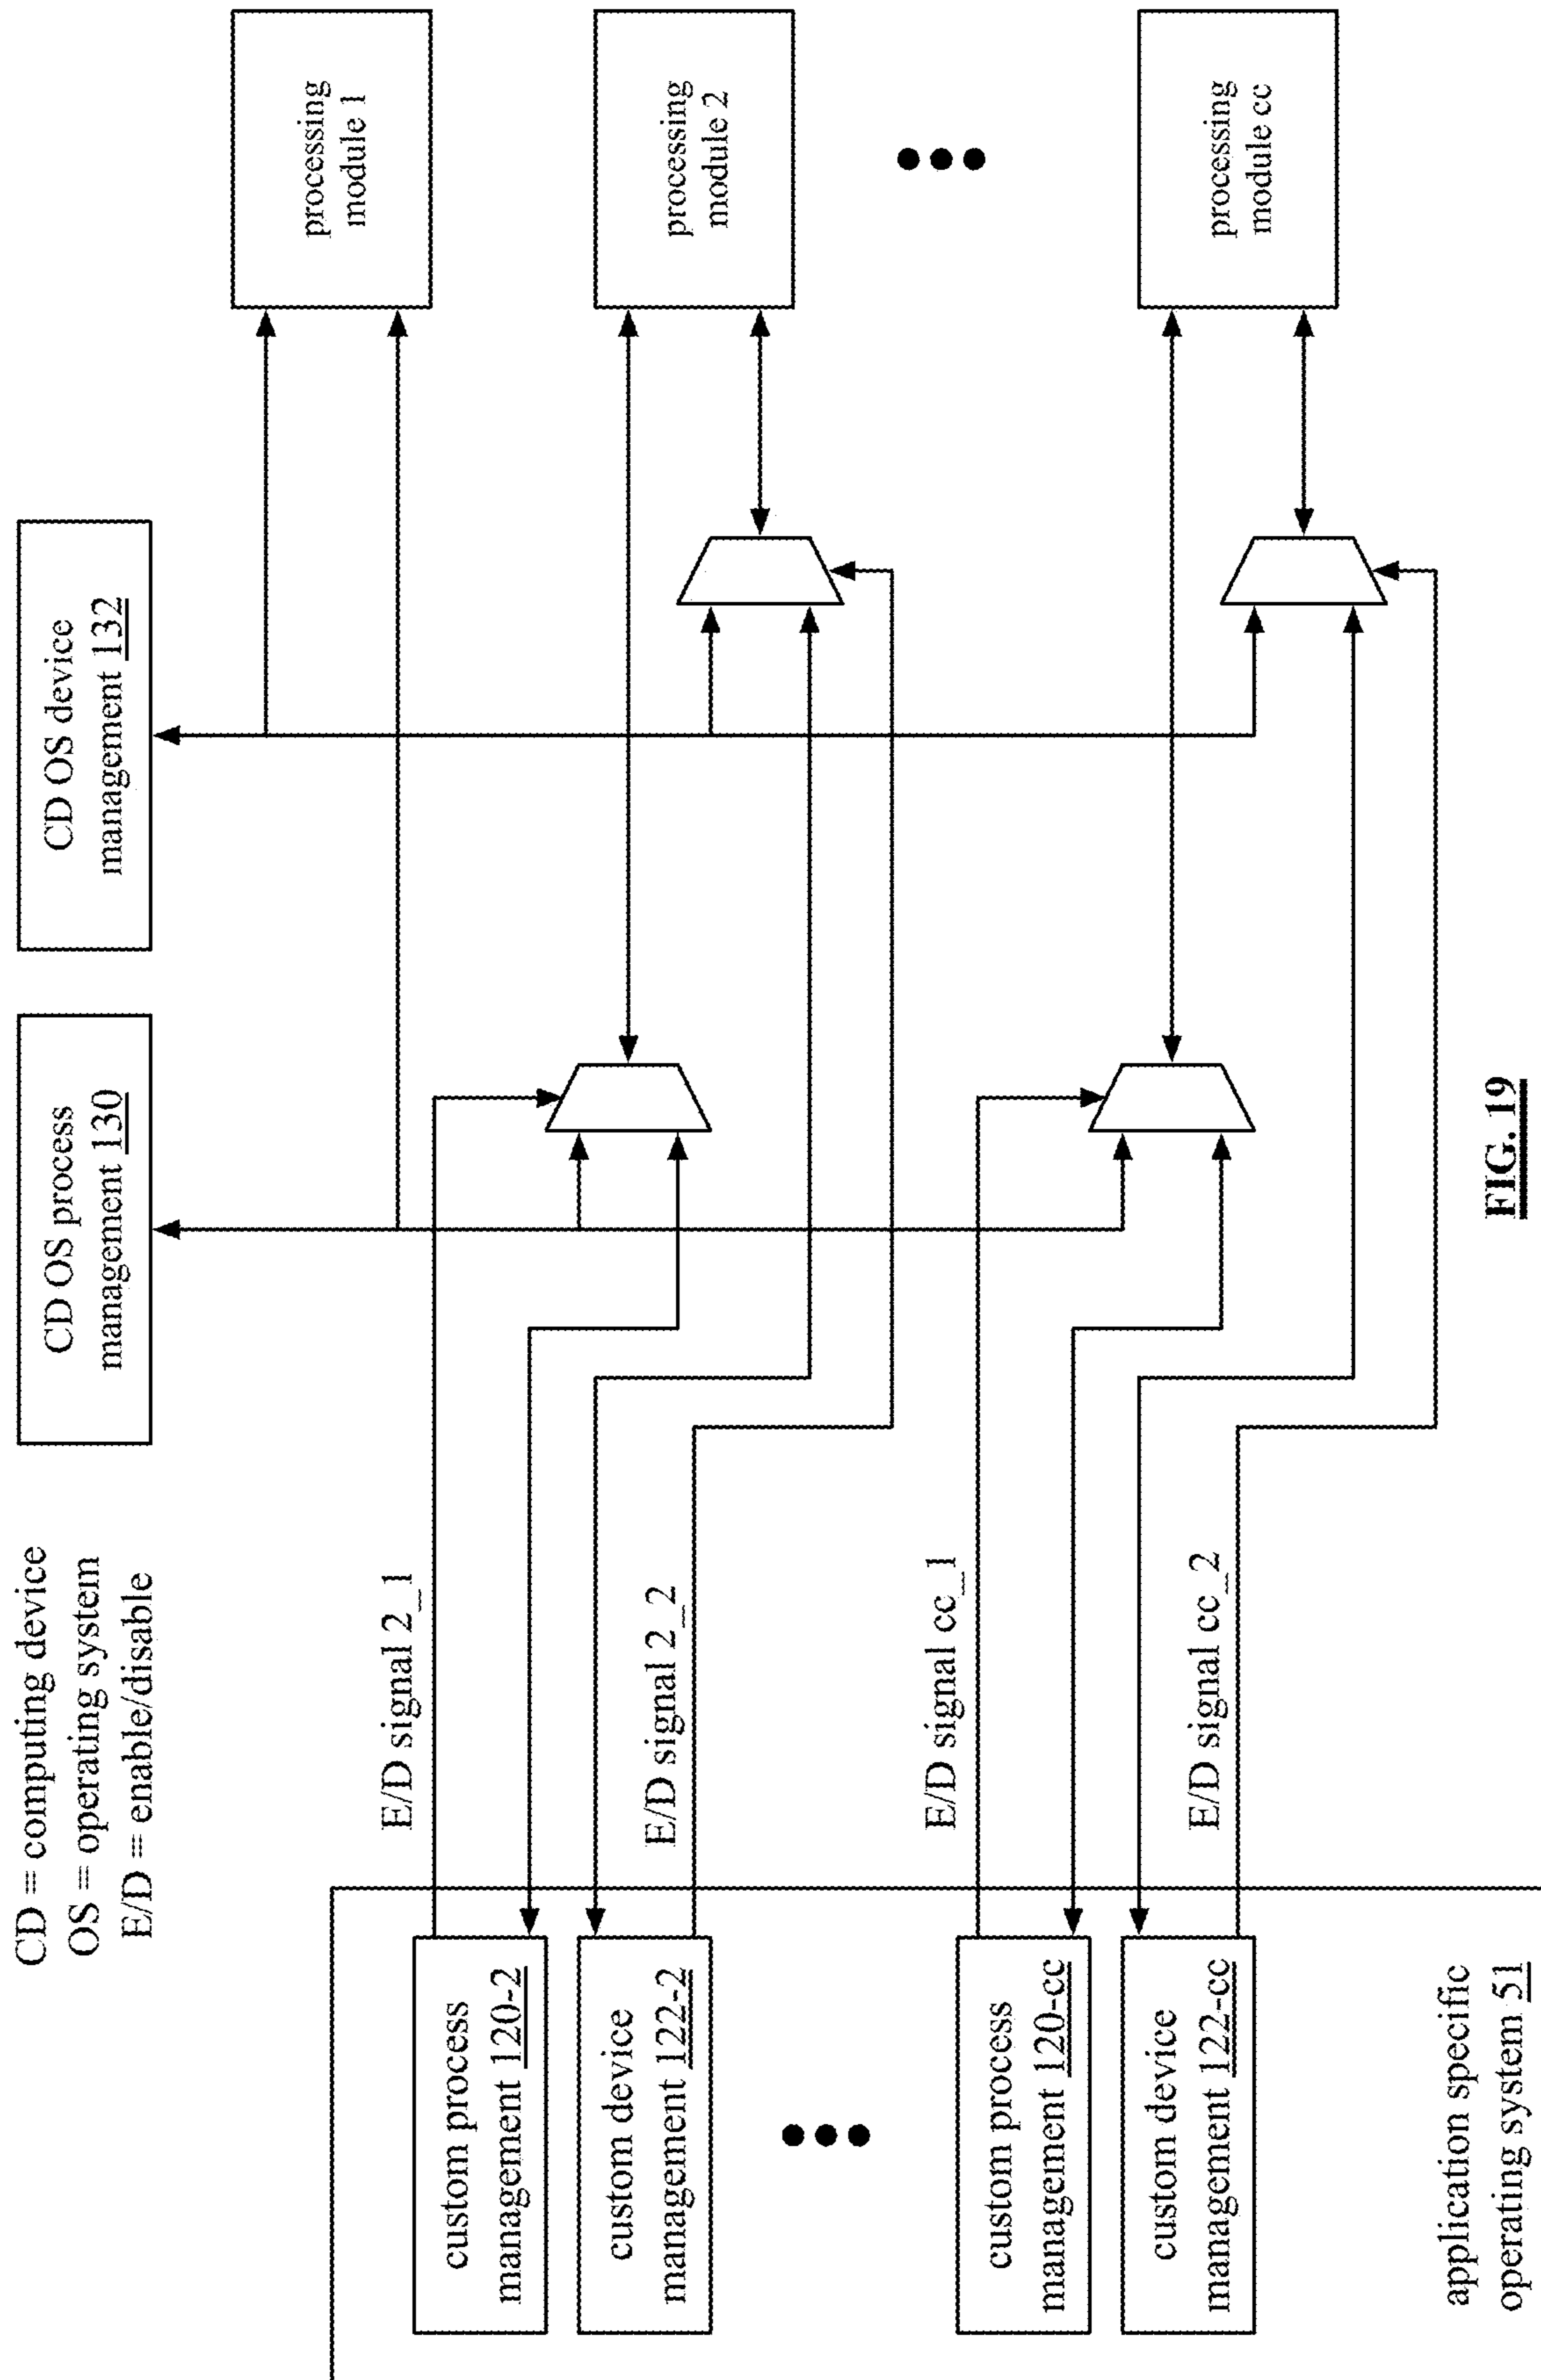 CD = computing device
OS = operating system
E/D = enable/disable
CD OS process
management 130
CD OS device
management 132
processing
module 1
processing
module 2
processing
module cc
E/D signal 2_1
E/D signal 2_2
E/D signal cc_1
E/D signal cc_2
custom process
management 120-2
custom device
management 122-2
custom process
management 120-cc
custom device
management 122-cc
application specific
operating system 51
FIG. 19